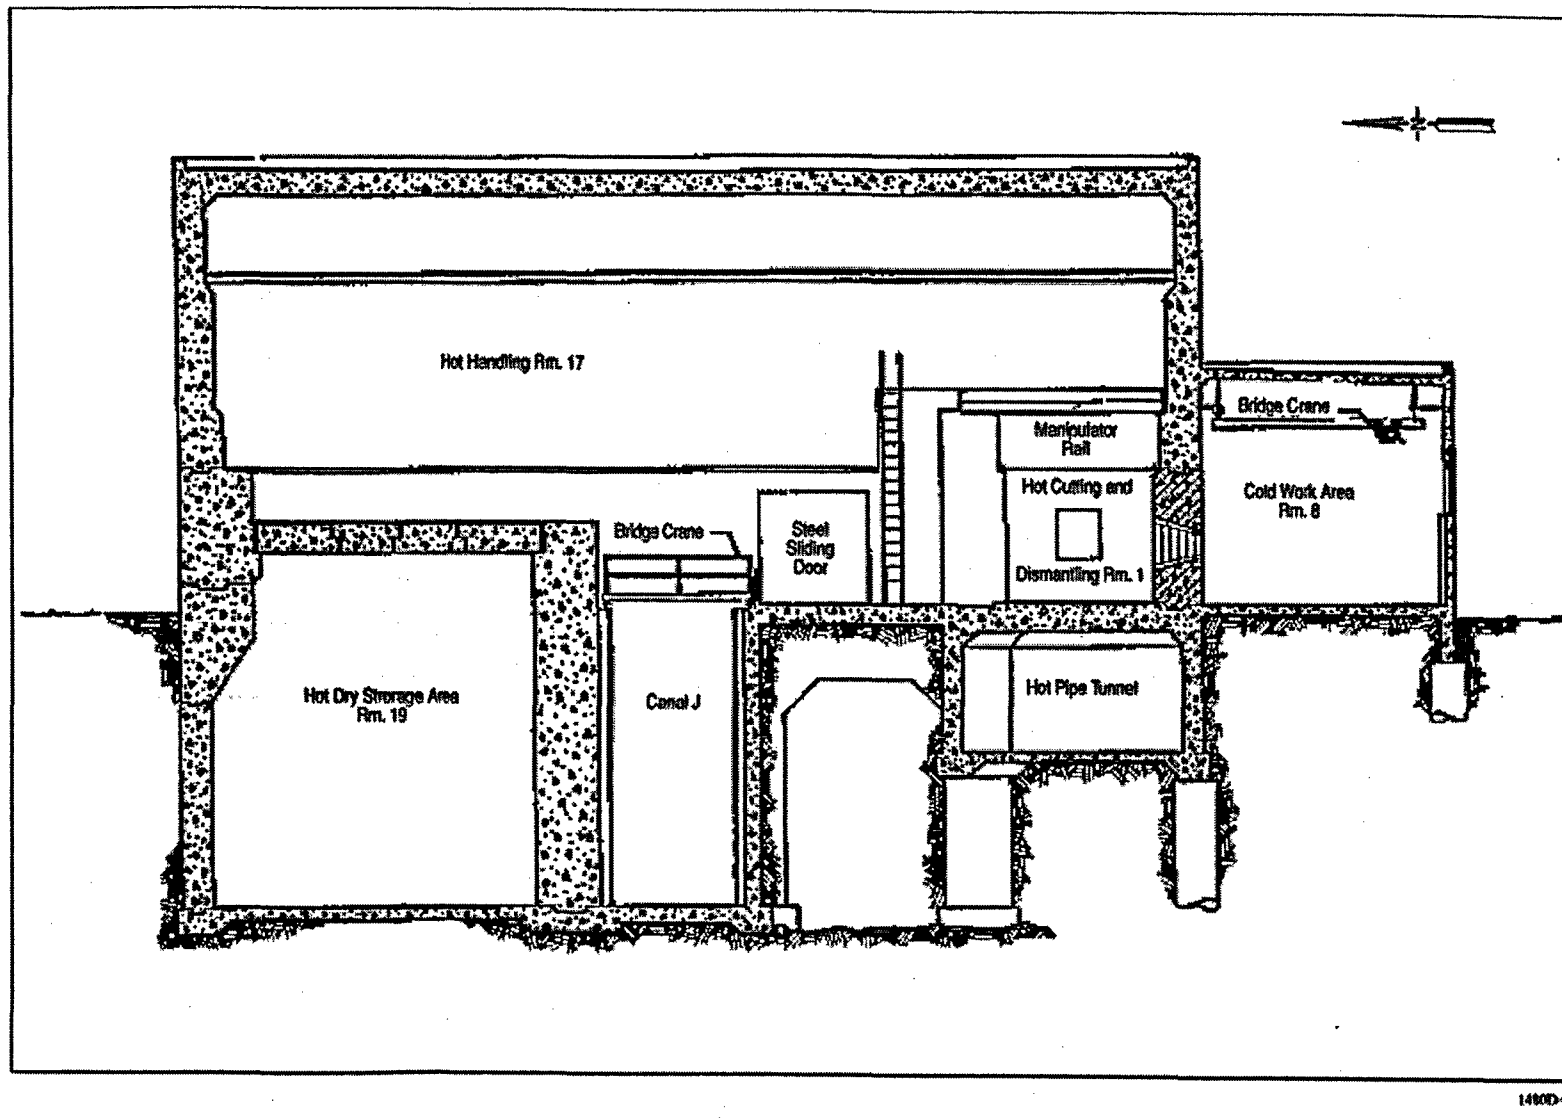 N
Hot Handling Rm. 17
Bridge Crane
Manipulator
Rail
Hot Cutting and
Cold Work Area
Rm. 8
Bridge Crane
Steel
Sliding
Door
Dismantling Rm. 1
Hot Dry Strorage Area
Rm. 19
Canal J
Hot Pipe Tunnel